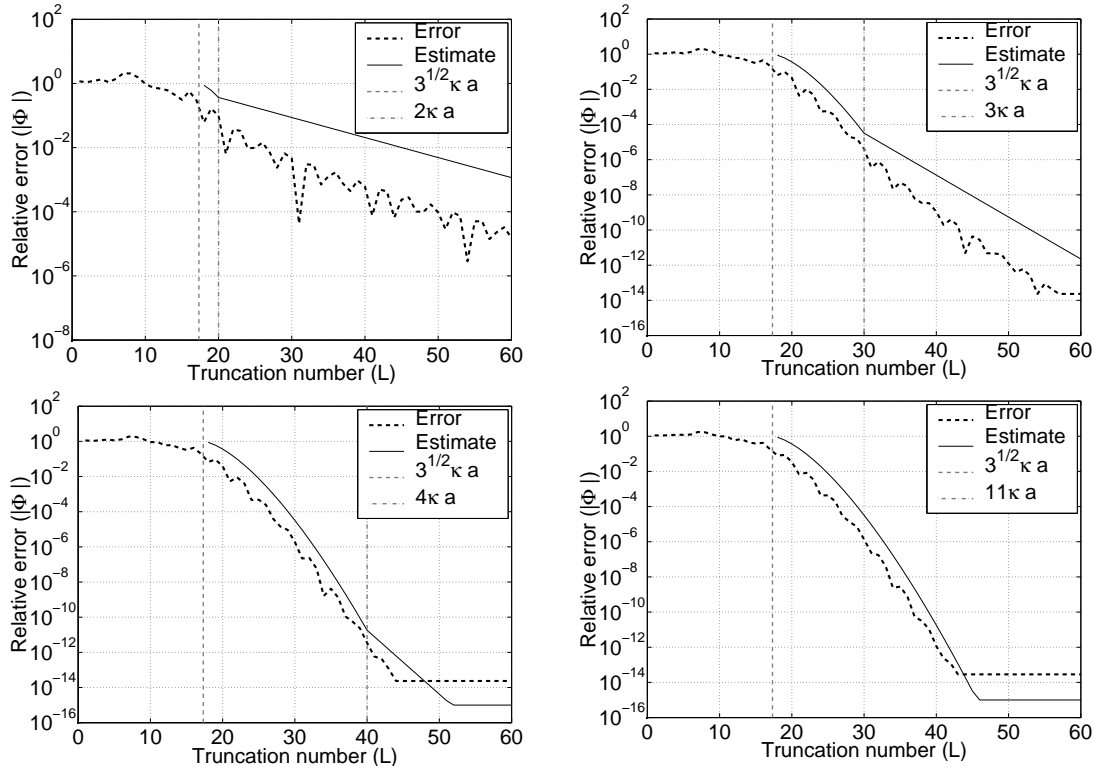 10^2
10^0
10^-2
10^-4
10^-6
10^-8
Relative error (|Φ |)
0 10 20 30 40 50 60
Truncation number (L)
Error
Estimate
3^1/2κ a
2κ a
10^2
10^0
10^-2
10^-4
10^-6
10^-8
10^-10
10^-12
10^-14
10^-16
Relative error (|Φ |)
0 10 20 30 40 50 60
Truncation number (L)
Error
Estimate
3^1/2κ a
3κ a
10^2
10^0
10^-2
10^-4
10^-6
10^-8
10^-10
10^-12
10^-14
10^-16
Relative error (|Φ |)
0 10 20 30 40 50 60
Truncation number (L)
Error
Estimate
3^1/2κ a
4κ a
10^2
10^0
10^-2
10^-4
10^-6
10^-8
10^-10
10^-12
10^-14
10^-16
Relative error (|Φ |)
0 10 20 30 40 50 60
Truncation number (L)
Error
Estimate
3^1/2κ a
11κ a